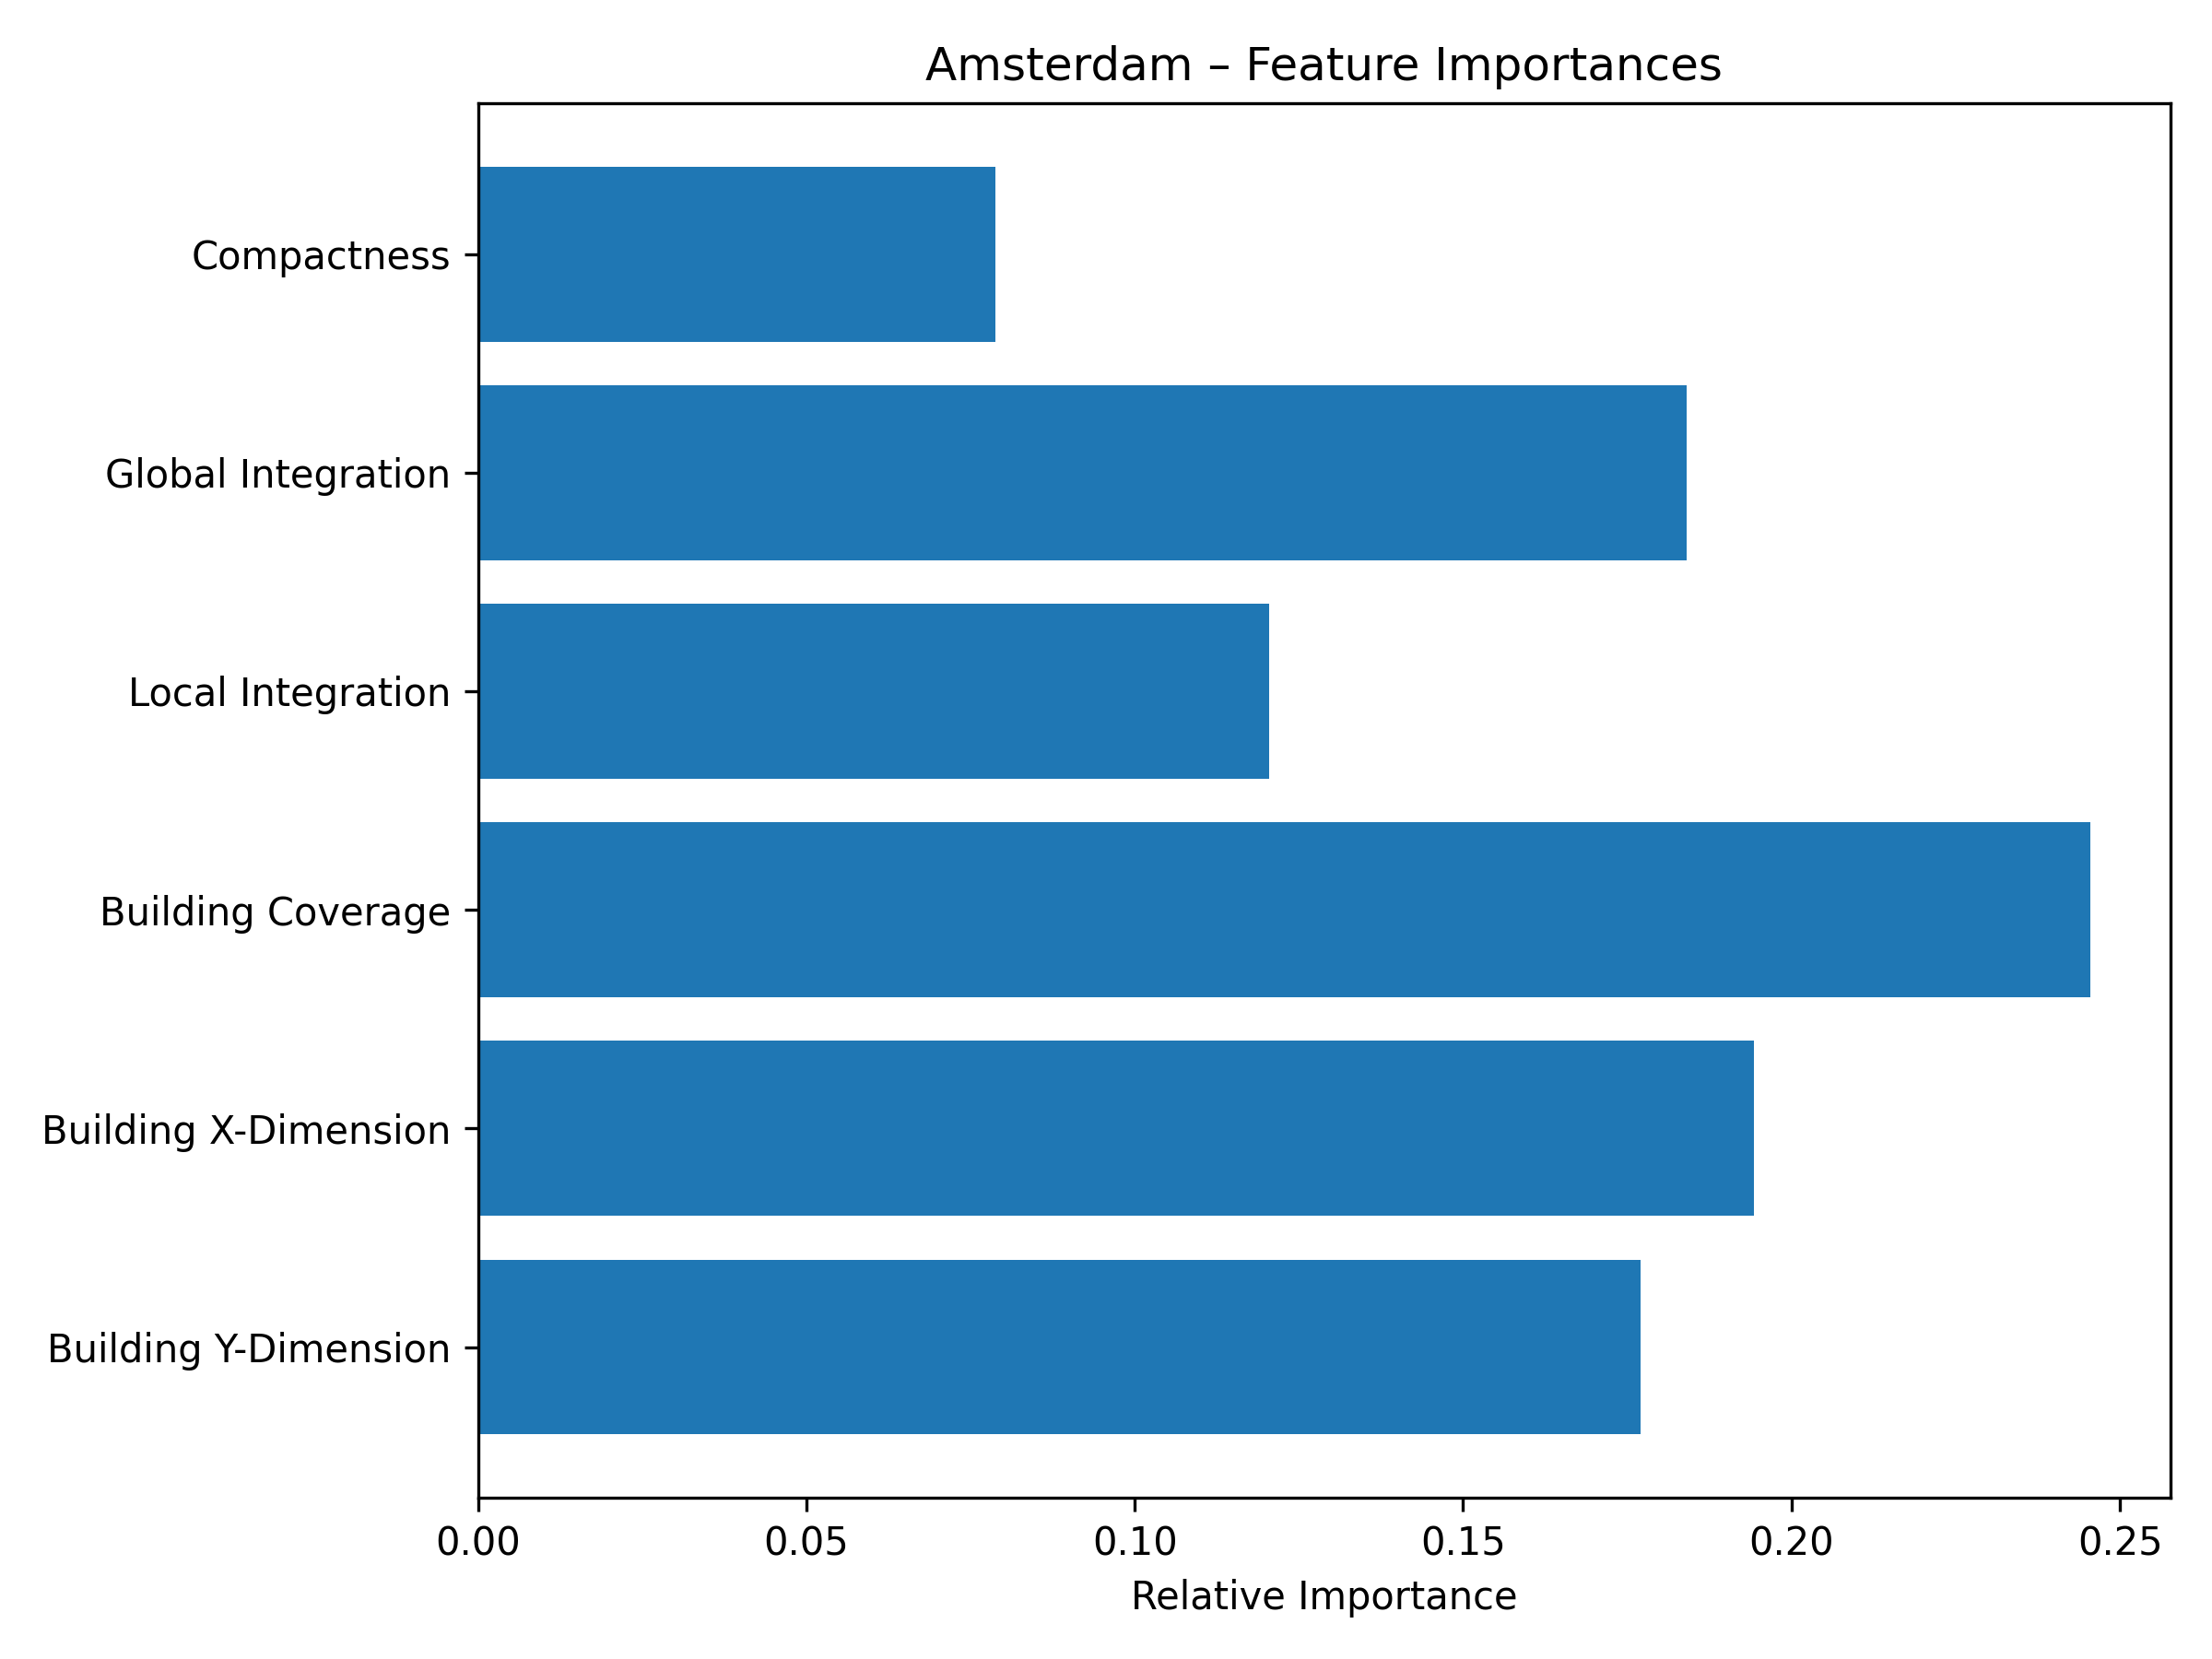 Amsterdam – Feature Importances
Compactness
Global Integration
Local Integration
Building Coverage
Building X-Dimension
Building Y-Dimension
0.00 0.05 0.10 0.15 0.20 0.25
Relative Importance